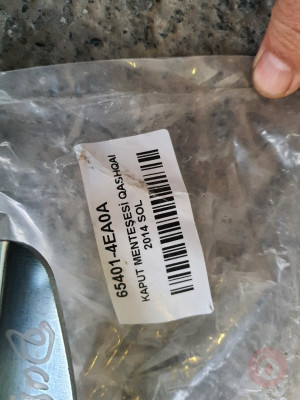 65401-4EA0A
KAPUT MENTEŞESİ QASHQAI
2014 SOL